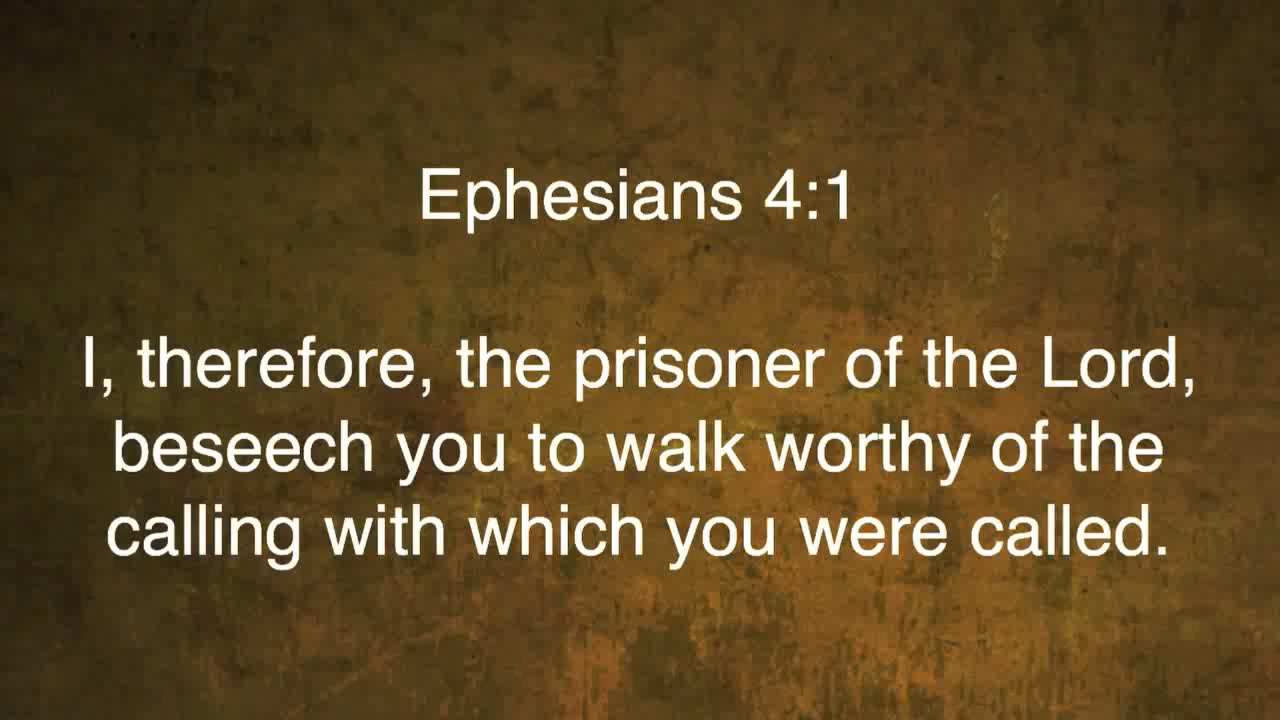 Ephesians 4:1
I, therefore, the prisoner of the Lord,
beseech you to walk worthy of the
calling with which you were called.